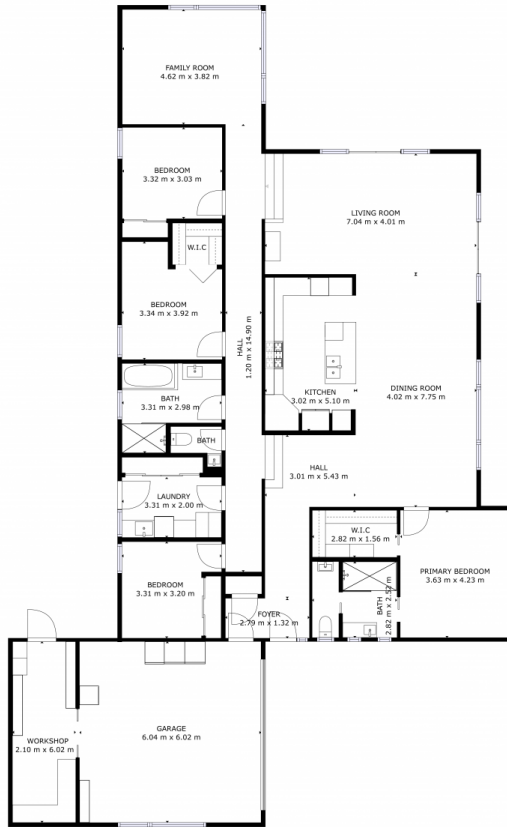 FAMILY ROOM
4.62 m x 3.82 m
BEDROOM
3.32 m x 3.03 m
W.I.C
LIVING ROOM
7.04 m x 4.01 m
BEDROOM
3.34 m x 3.92 m
HALL
1.20 m x 14.90 m
KITCHEN
3.02 m x 5.10 m
DINING ROOM
4.02 m x 7.75 m
BATH
3.31 m x 2.98 m
BATH
HALL
3.01 m x 5.43 m
LAUNDRY
3.31 m x 2.00 m
W.I.C
2.82 m x 1.56 m
PRIMARY BEDROOM
3.63 m x 4.23 m
BEDROOM
3.31 m x 3.20 m
BATH
2.82 m x 2.52 m
FOYER
2.79 m x 1.32 m
GARAGE
6.04 m x 6.02 m
WORKSHOP
2.10 m x 6.02 m